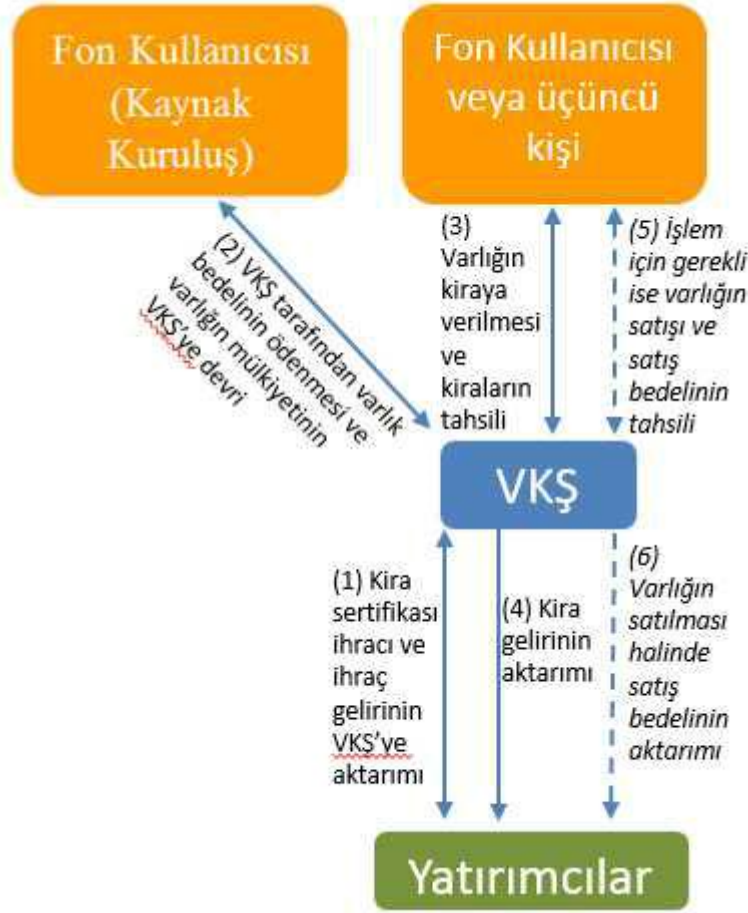 Fon Kullanıcısı
(Kaynak
Kuruluş)
Fon Kullanıcısı
veya üçüncü
kişi
(2) VKŞ tarafından varlık
bedelinin ödenmesi ve
varlığın mülkiyetinin
VKŞ'ye devri
(3)
Varlığın
kiraya
verilmesi
ve
kiraların
tahsili
(5) İşlem
için gerekli
ise varlığın
satışı ve
satış
bedelinin
tahsili
VKŞ
(1) Kira
sertifikası
ihracı ve
ihraç
gelirinin
VKŞ'ye
aktarımı
(4) Kira
gelirinin
aktarımı
(6)
Varlığın
satılması
halinde
satış
bedelinin
aktarımı
Yatırımcılar